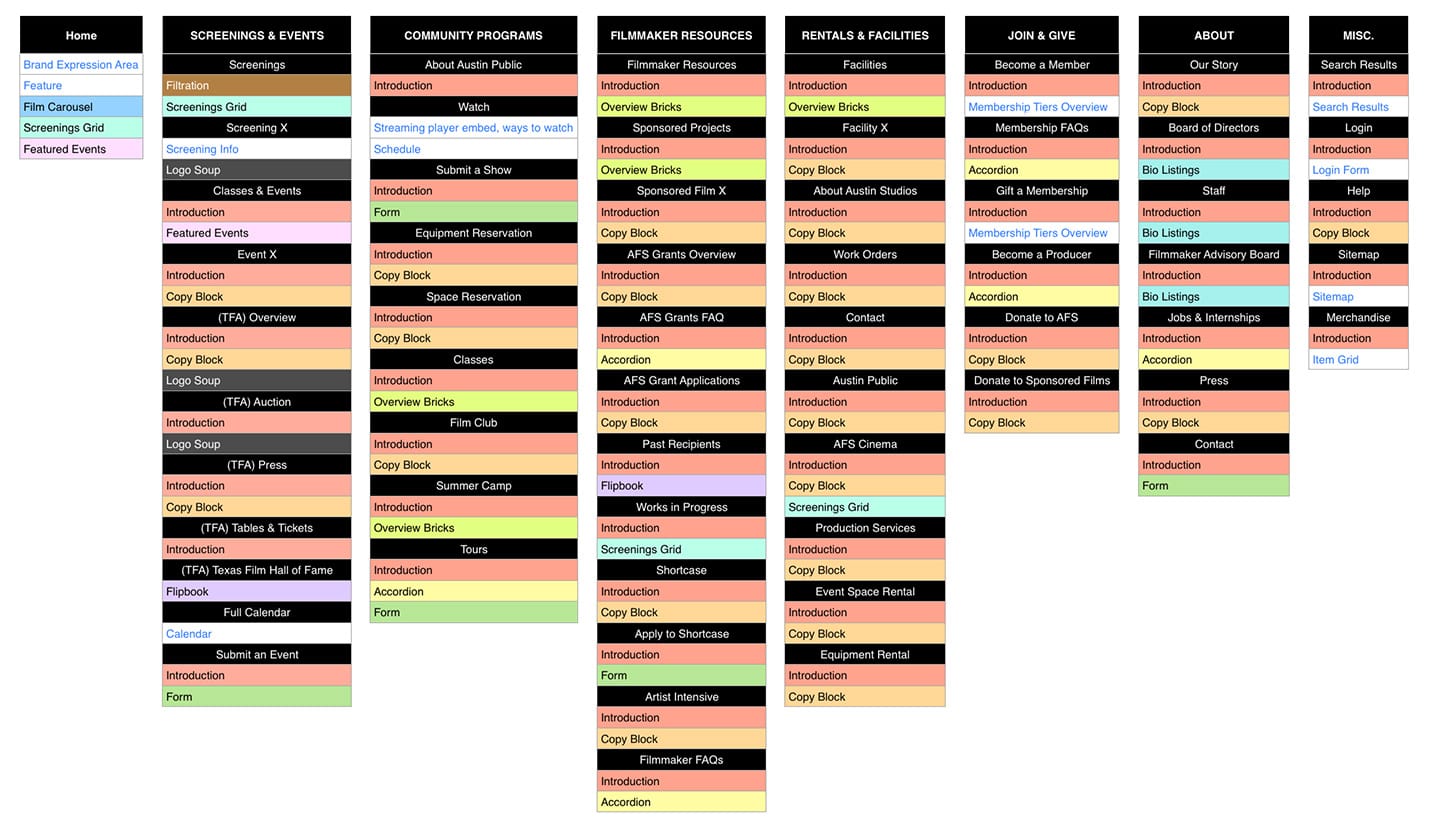 Home
Brand Expression Area
Feature
Film Carousel
Screenings Grid
Featured Events
SCREENINGS & EVENTS
Screenings
Filtration
Screenings Grid
Screening X
Screening Info
Logo Soup
Classes & Events
Introduction
Featured Events
Event X
Introduction
Copy Block
(TFA) Overview
Introduction
Copy Block
Logo Soup
(TFA) Auction
Introduction
Logo Soup
(TFA) Press
Introduction
Copy Block
(TFA) Tables & Tickets
Introduction
(TFA) Texas Film Hall of Fame
Flipbook
Full Calendar
Calendar
Submit an Event
Introduction
Form
COMMUNITY PROGRAMS
About Austin Public
Introduction
Watch
Streaming player embed, ways to watch
Schedule
Submit a Show
Introduction
Form
Equipment Reservation
Introduction
Copy Block
Space Reservation
Introduction
Copy Block
Classes
Introduction
Overview Bricks
Film Club
Introduction
Copy Block
Summer Camp
Introduction
Overview Bricks
Tours
Introduction
Accordion
Form
FILMMAKER RESOURCES
Filmmaker Resources
Introduction
Overview Bricks
Sponsored Projects
Introduction
Overview Bricks
Sponsored Film X
Introduction
Copy Block
AFS Grants Overview
Introduction
Copy Block
AFS Grants FAQ
Introduction
Accordion
AFS Grant Applications
Introduction
Copy Block
Past Recipients
Introduction
Flipbook
Works in Progress
Introduction
Screenings Grid
Shortcase
Introduction
Copy Block
Apply to Shortcase
Introduction
Form
Artist Intensive
Introduction
Copy Block
Filmmaker FAQs
Introduction
Accordion
RENTALS & FACILITIES
Facilities
Introduction
Overview Bricks
Facility X
Introduction
Copy Block
About Austin Studios
Introduction
Copy Block
Work Orders
Introduction
Copy Block
Contact
Introduction
Copy Block
Austin Public
Introduction
Copy Block
AFS Cinema
Introduction
Copy Block
Screenings Grid
Production Services
Introduction
Copy Block
Event Space Rental
Introduction
Copy Block
Equipment Rental
Introduction
Copy Block
JOIN & GIVE
Become a Member
Introduction
Membership Tiers Overview
Membership FAQs
Introduction
Accordion
Gift a Membership
Introduction
Membership Tiers Overview
Become a Producer
Introduction
Accordion
Donate to AFS
Introduction
Copy Block
Donate to Sponsored Films
Introduction
Copy Block
ABOUT
Our Story
Introduction
Copy Block
Board of Directors
Introduction
Bio Listings
Staff
Introduction
Bio Listings
Filmmaker Advisory Board
Introduction
Bio Listings
Jobs & Internships
Introduction
Accordion
Press
Introduction
Copy Block
Contact
Introduction
Form
MISC.
Search Results
Introduction
Search Results
Login
Introduction
Login Form
Help
Introduction
Copy Block
Sitemap
Introduction
Sitemap
Merchandise
Introduction
Item Grid